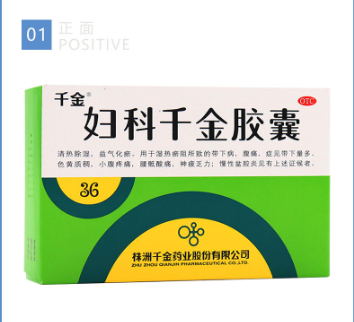 01
正面
POSITIVE
千金®
妇科千金胶囊
OTC
清热除湿，益气化瘀。用于湿热瘀阻所致的带下病，腹痛，症见带下量多，
色黄质稠，小腹疼痛，腰骶酸痛，神疲乏力；慢性盆腔炎见有上述证候者。
36
株洲千金药业股份有限公司
ZHU ZHOU QIANJIN PHARMACEUTICAL CO.,LTD.